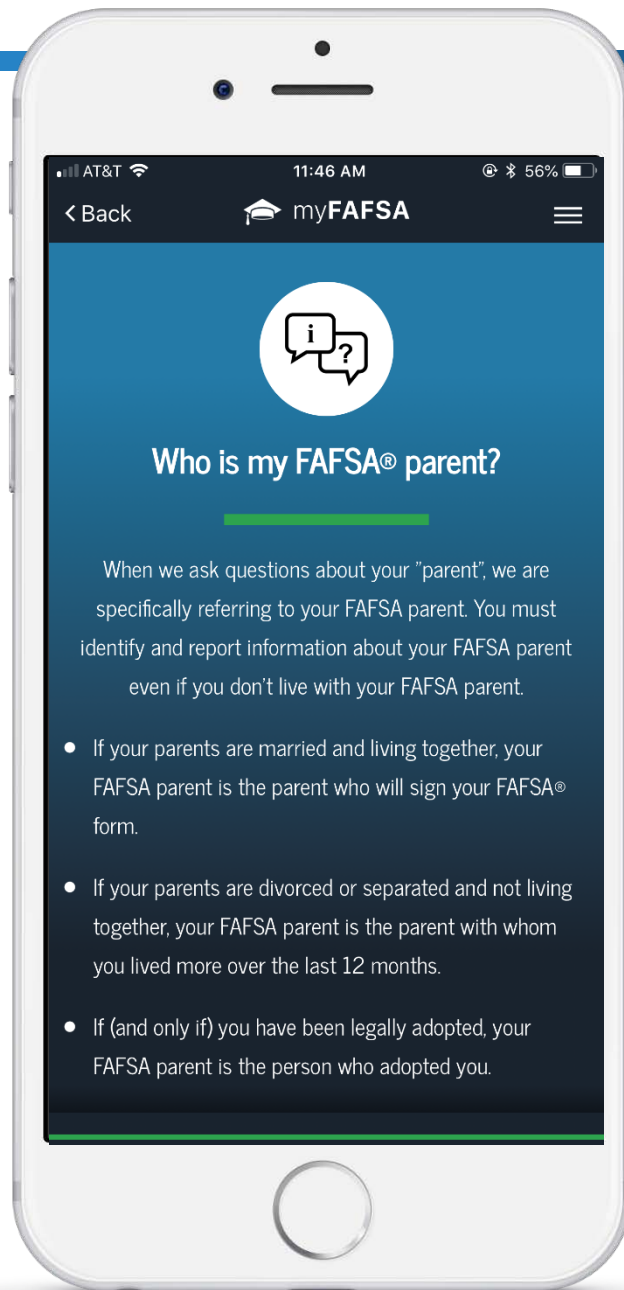 AT&T
11:46 AM
56%
< Back
myFAFSA
i
?
Who is my FAFSA® parent?
When we ask questions about your "parent", we are
specifically referring to your FAFSA parent. You must
identify and report information about your FAFSA parent
even if you don't live with your FAFSA parent.
• If your parents are married and living together, your
FAFSA parent is the parent who will sign your FAFSA®
form.
• If your parents are divorced or separated and not living
together, your FAFSA parent is the parent with whom
you lived more over the last 12 months.
• If (and only if) you have been legally adopted, your
FAFSA parent is the person who adopted you.